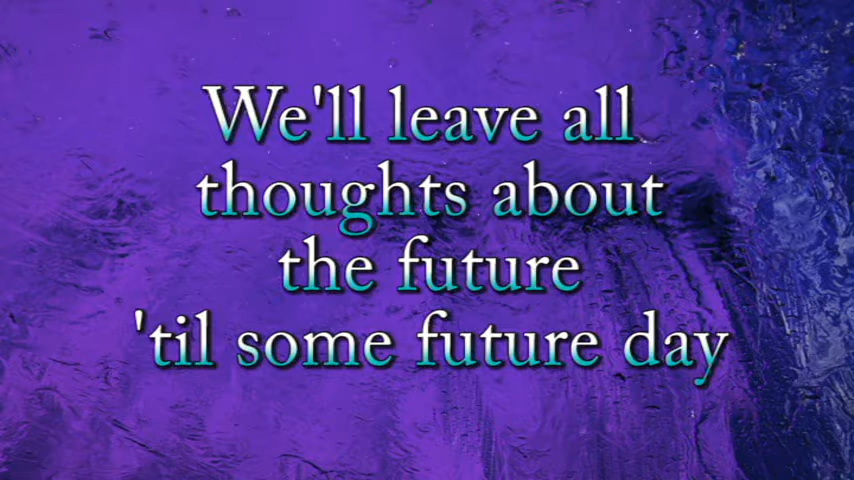 We'll leave all
thoughts about
the future
'til some future day